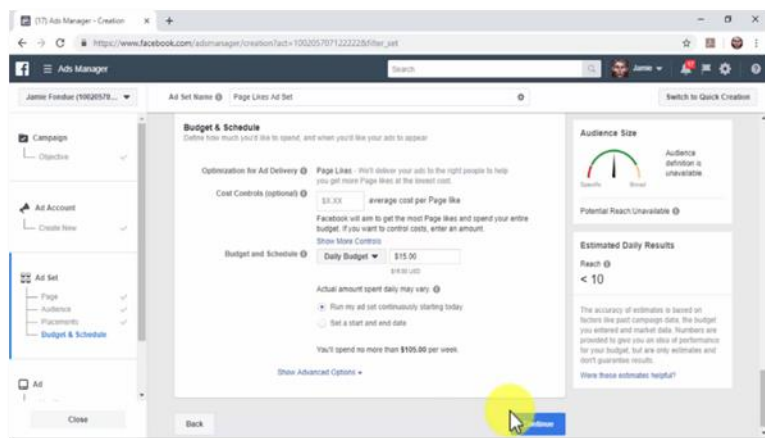 (17) Ads Manager - Creation
https://www.facebook.com/adsmanager/creation?act=100205707122222&filter_set
Ads Manager
Search
Jamie
Jamie Fondue (10020570...
Ad Set Name
Page Likes Ad Set
Switch to Quick Creation
Campaign
Objective
Ad Account
Create New
Ad Set
Page
Audience
Placements
Budget & Schedule
Ad
Close
Budget & Schedule
Define how much you'd like to spend, and when you'd like your ads to appear.
Optimization for Ad Delivery
Page Likes - We'll deliver your ads to the right people to help
you get more Page likes at the lowest cost.
Cost Controls (optional)
$X.XX
average cost per Page like
Facebook will aim to get the most Page likes and spend your entire
budget. If you want to control costs, enter an amount.
Show More Controls
Budget and Schedule
Daily Budget
$15.00
Actual amount spent daily may vary.
Run my ad set continuously starting today
Set a start and end date
You'll spend no more than $105.00 per week.
Show Advanced Options
Back
Audience Size
Specific
Broad
Audience
definition is
unavailable
Potential Reach:Unavailable
Estimated Daily Results
Reach
< 10
The accuracy of estimates is based on
factors like past campaign data, the budget
you entered and market data. Numbers are
provided to give you an idea of performance
for your budget, but are only estimates and
don't guarantee results.
Were these estimates helpful?